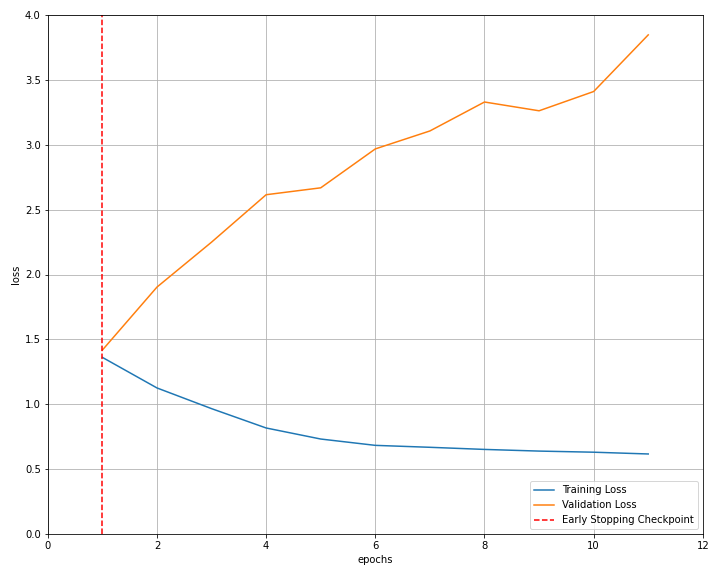 4.0
3.5
3.0
2.5
2.0
1.5
1.0
0.5
0.0
loss
0 2 4 6 8 10 12
epochs
Training Loss
Validation Loss
Early Stopping Checkpoint